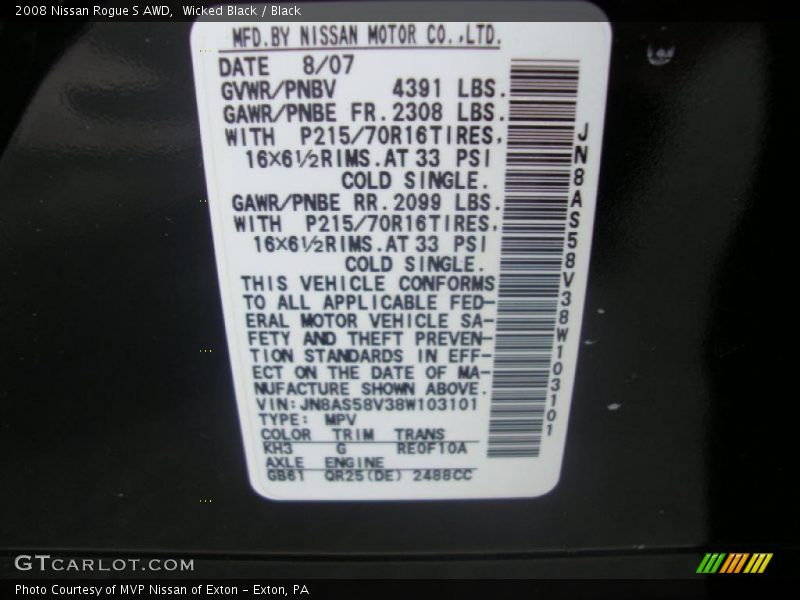 2008 Nissan Rogue S AWD,  Wicked Black / Black
MFD.BY NISSAN MOTOR CO.,LTD.
DATE 8/07
GVWR/PNBV 4391 LBS.
GAWR/PNBE FR.2308 LBS.
WITH P215/70R16TIRES,
16×6½RIMS.AT 33 PSI
COLD SINGLE.
GAWR/PNBE RR.2099 LBS.
WITH P215/70R16TIRES,
16×6½RIMS.AT 33 PSI
COLD SINGLE.
THIS VEHICLE CONFORMS
TO ALL APPLICABLE FED-
ERAL MOTOR VEHICLE SA-
FETY AND THEFT PREVEN-
TION STANDARDS IN EFF-
ECT ON THE DATE OF MA-
NUFACTURE SHOWN ABOVE.
VIN:JN8AS58V38W103101
TYPE: MPV
COLOR TRIM TRANS
KH3 G RE0F10A
AXLE ENGINE
GB61 QR25(DE) 2488CC
JN8AS58V38W103101
GTCARLOT.COM
Photo Courtesy of MVP Nissan of Exton - Exton, PA